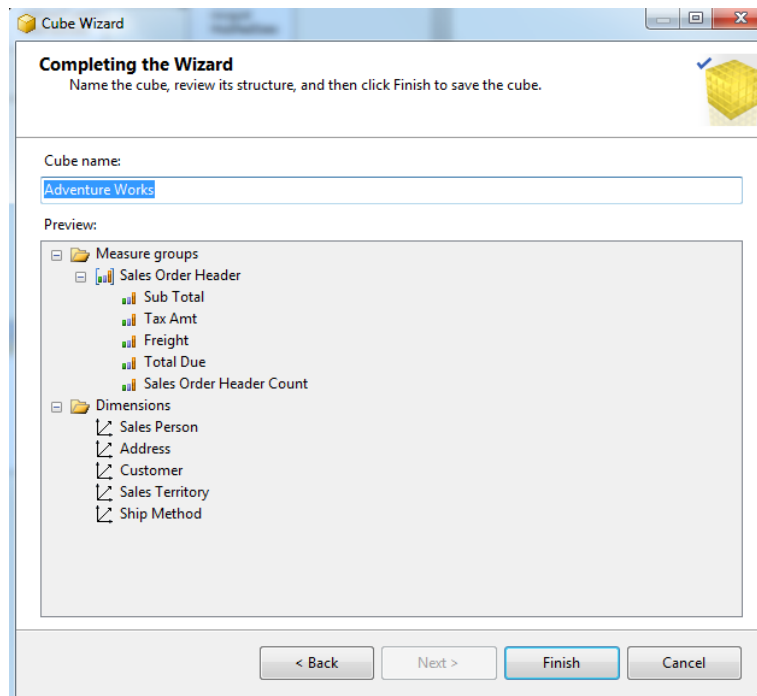 Cube Wizard
Completing the Wizard
Name the cube, review its structure, and then click Finish to save the cube.
Cube name:
Adventure Works
Preview:
Measure groups
Sales Order Header
Sub Total
Tax Amt
Freight
Total Due
Sales Order Header Count
Dimensions
Sales Person
Address
Customer
Sales Territory
Ship Method
< Back Next > Finish Cancel